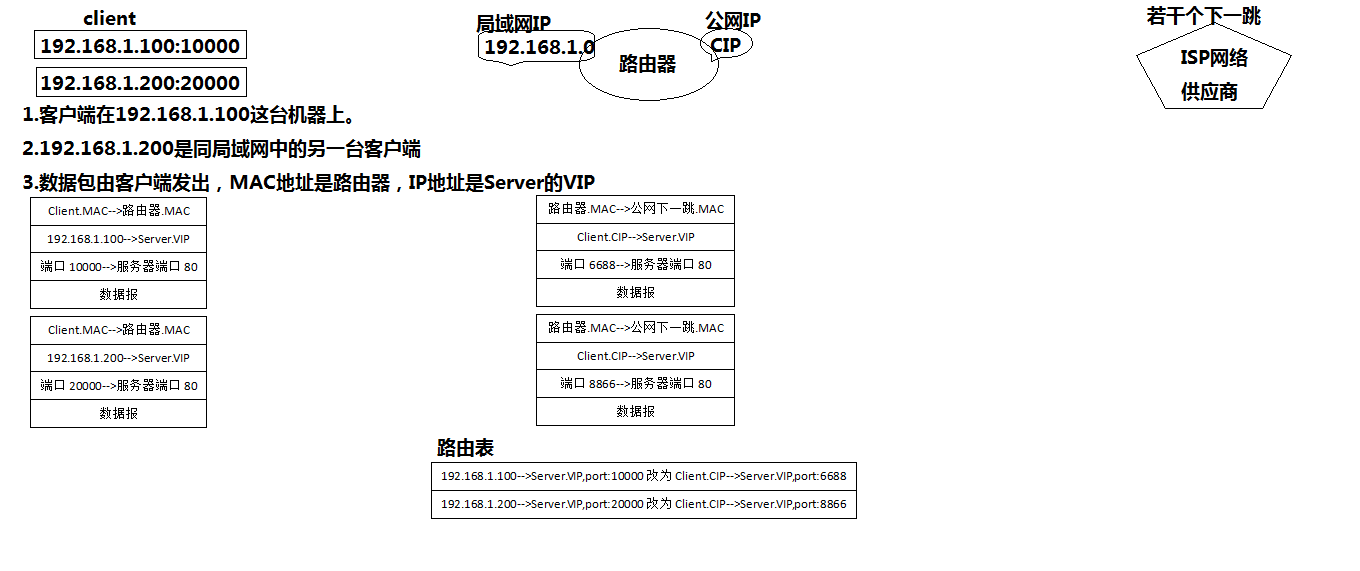 client
192.168.1.100:10000
192.168.1.200:20000
局域网IP
192.168.1.0
路由器
公网IP
CIP
若干个下一跳
ISP网络
供应商
1.客户端在192.168.1.100这台机器上。
2.192.168.1.200是同局域网中的另一台客户端
3.数据包由客户端发出，MAC地址是路由器，IP地址是Server的VIP
Client.MAC-->路由器.MAC
192.168.1.100-->Server.VIP
端口 10000-->服务器端口 80
数据报
Client.MAC-->路由器.MAC
192.168.1.200-->Server.VIP
端口 20000-->服务器端口 80
数据报
路由器.MAC-->公网下一跳.MAC
Client.CIP-->Server.VIP
端口 6688-->服务器端口 80
数据报
路由器.MAC-->公网下一跳.MAC
Client.CIP-->Server.VIP
端口 8866-->服务器端口 80
数据报
路由表
192.168.1.100-->Server.VIP,port:10000 改为 Client.CIP-->Server.VIP,port:6688
192.168.1.200-->Server.VIP,port:20000 改为 Client.CIP-->Server.VIP,port:8866